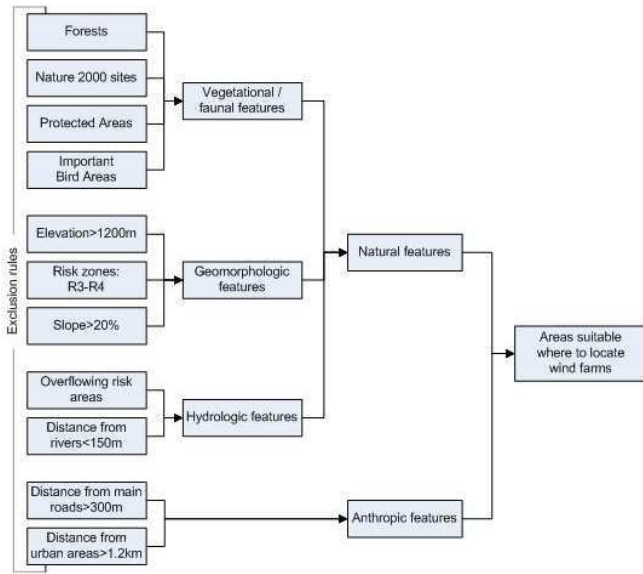 Exclusion rules
Forests
Nature 2000 sites
Protected Areas
Important
Bird Areas
Vegetational /
faunal features
Elevation>1200m
Risk zones:
R3-R4
Slope>20%
Geomorphologic
features
Natural features
Overflowing risk
areas
Distance from
rivers<150m
Hydrologic features
Areas suitable
where to locate
wind farms
Distance from main
roads>300m
Distance from
urban areas>1.2km
Anthropic features